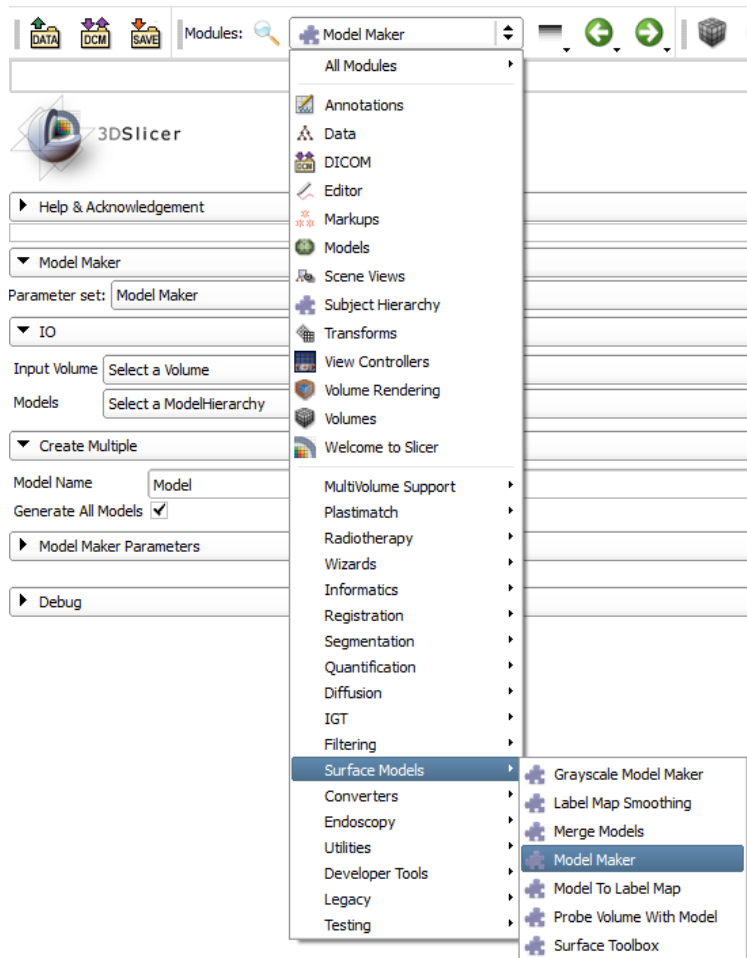 DATA DCM SAVE Modules: Model Maker
All Modules
3DSlicer
Annotations
Data
DCM DICOM
Editor
Markups
Models
Scene Views
Subject Hierarchy
Transforms
View Controllers
Volume Rendering
Volumes
Welcome to Slicer
MultiVolume Support
Plastimatch
Radiotherapy
Wizards
Informatics
Registration
Segmentation
Quantification
Diffusion
IGT
Filtering
Surface Models
Converters
Endoscopy
Utilities
Developer Tools
Legacy
Testing
Help & Acknowledgement
Model Maker
Parameter set: Model Maker
IO
Input Volume Select a Volume
Models Select a ModelHierarchy
Create Multiple
Model Name Model
Generate All Models
Model Maker Parameters
Debug
Grayscale Model Maker
Label Map Smoothing
Merge Models
Model Maker
Model To Label Map
Probe Volume With Model
Surface Toolbox